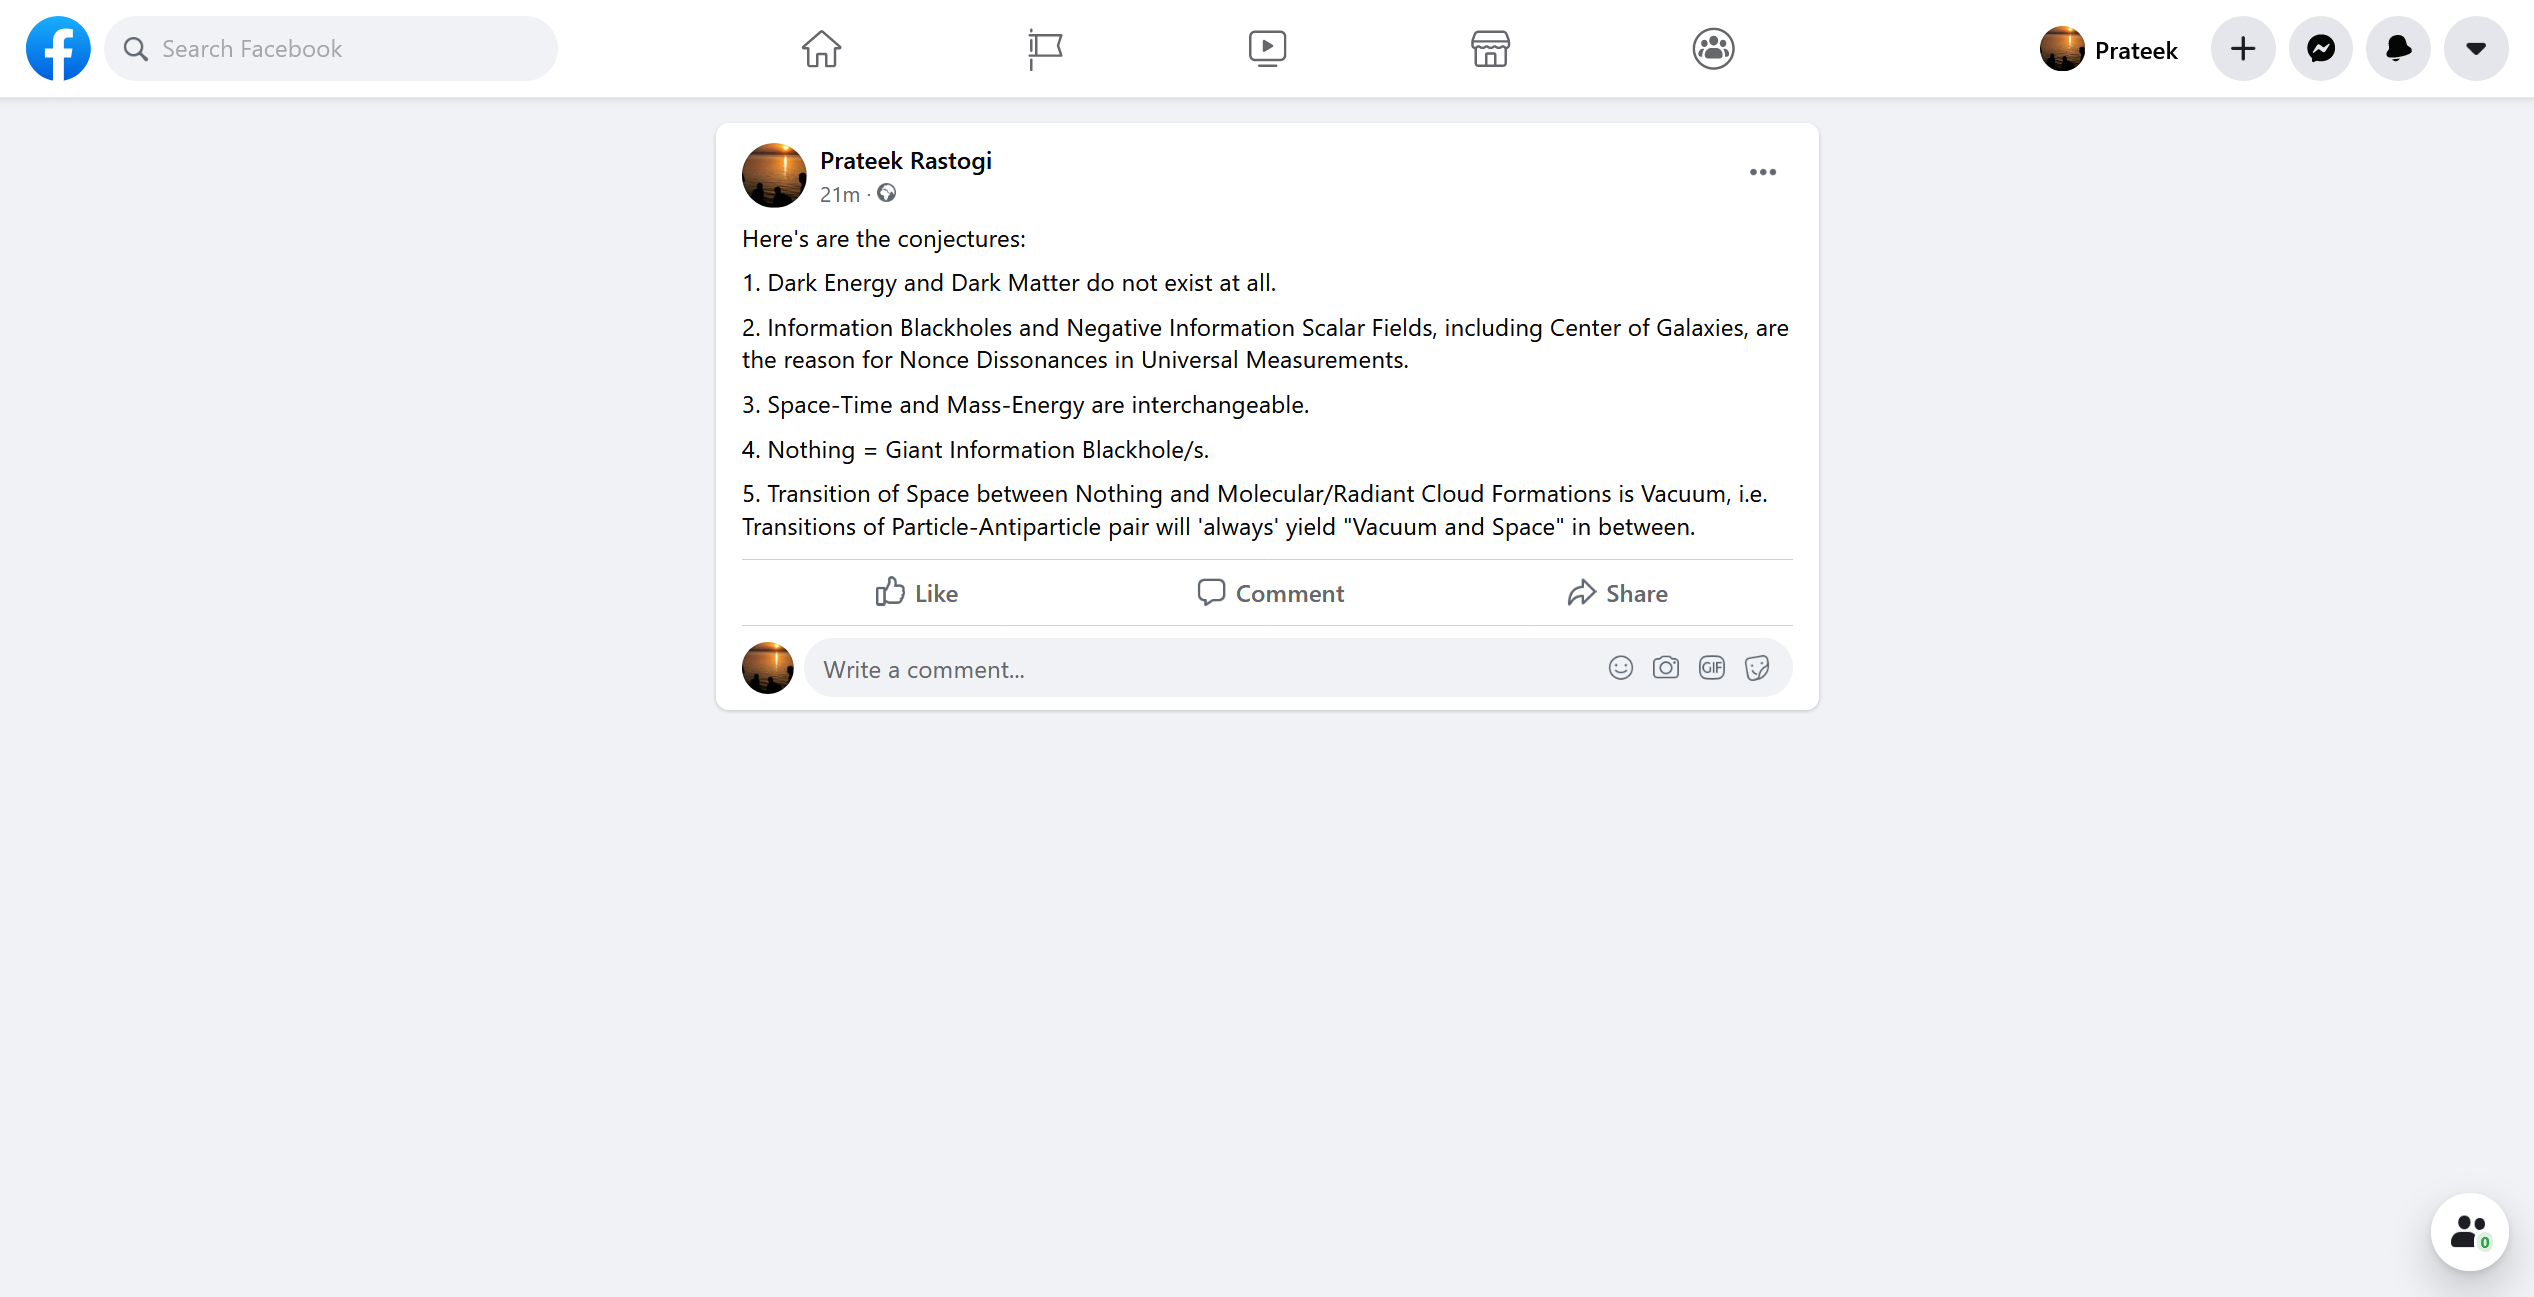 Search Facebook
Prateek
Prateek Rastogi
21m ·
Here's are the conjectures:
1. Dark Energy and Dark Matter do not exist at all.
2. Information Blackholes and Negative Information Scalar Fields, including Center of Galaxies, are
the reason for Nonce Dissonances in Universal Measurements.
3. Space-Time and Mass-Energy are interchangeable.
4. Nothing = Giant Information Blackhole/s.
5. Transition of Space between Nothing and Molecular/Radiant Cloud Formations is Vacuum, i.e.
Transitions of Particle-Antiparticle pair will 'always' yield "Vacuum and Space" in between.
Like Comment Share
Write a comment...
GIF
0